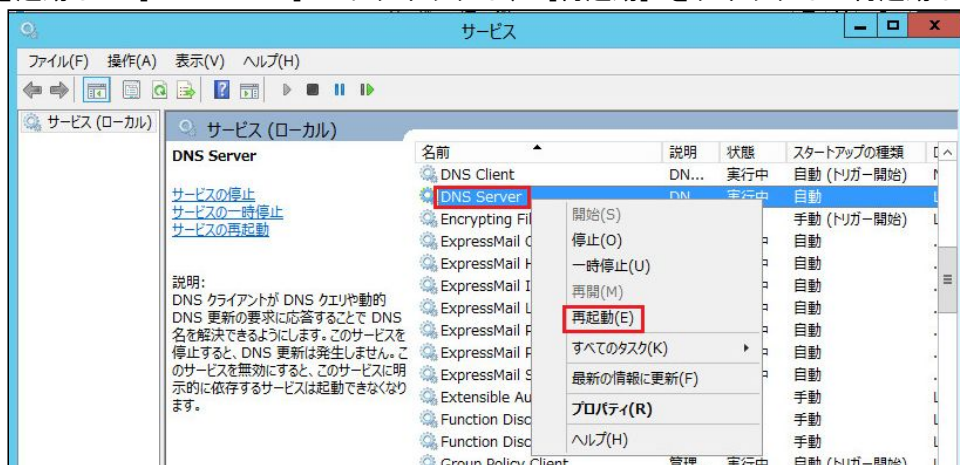 サービス
ファイル(F) 操作(A) 表示(V) ヘルプ(H)
サービス (ローカル)
サービス (ローカル)
DNS Server
サービスの停止
サービスの一時停止
サービスの再起動
説明:
DNS クライアントが DNS クエリや動的
DNS 更新の要求に応答することで DNS
名を解決できるようにします。このサービスを
停止すると、DNS 更新は発生しません。こ
のサービスを無効にすると、このサービスに明
示的に依存するサービスは起動できなくなり
ます。
名前 説明 状態 スタートアップの種類
DNS Client DN... 実行中 自動 (トリガー開始)
DNS Server DN... 実行中 自動
Encrypting Fil 手動 (トリガー開始)
ExpressMail 自動
ExpressMail 自動
ExpressMail 自動
ExpressMail 自動
ExpressMail 自動
ExpressMail 自動
ExpressMail 自動
Extensible Au 手動
Function Disc 手動
Function Disc 手動
Group Policy Client 管理 実行中 自動 (トリガー開始)
開始(S)
停止(O)
一時停止(U)
再開(M)
再起動(E)
すべてのタスク(K)
最新の情報に更新(F)
プロパティ(R)
ヘルプ(H)